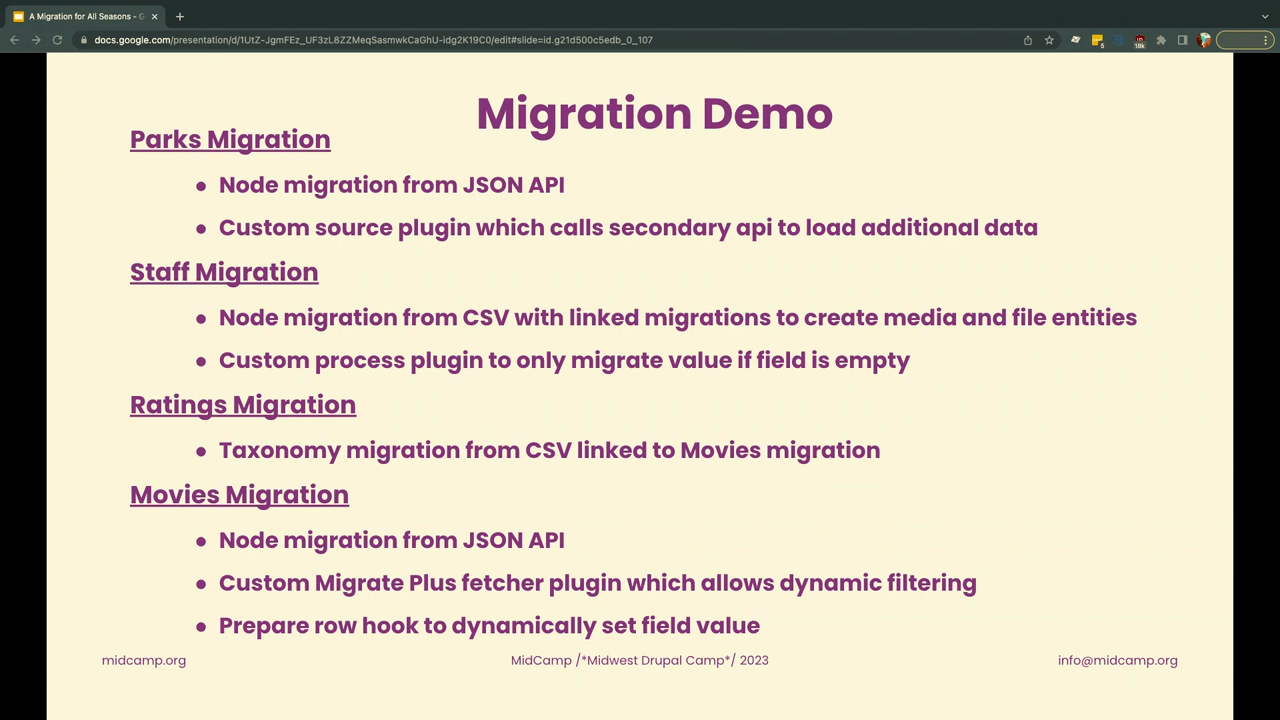 A Migration for All Seasons - G
docs.google.com/presentation/d/1UtZ-JgmFEz_UF3zL8ZZMeqSasmwkCaGhU-idg2K19C0/edit#slide=id.g21d500c5edb_0_107
5
18k
Migration Demo
Parks Migration
● Node migration from JSON API
● Custom source plugin which calls secondary api to load additional data
Staff Migration
● Node migration from CSV with linked migrations to create media and file entities
● Custom process plugin to only migrate value if field is empty
Ratings Migration
● Taxonomy migration from CSV linked to Movies migration
Movies Migration
● Node migration from JSON API
● Custom Migrate Plus fetcher plugin which allows dynamic filtering
● Prepare row hook to dynamically set field value
midcamp.org
MidCamp /*Midwest Drupal Camp*/ 2023
info@midcamp.org